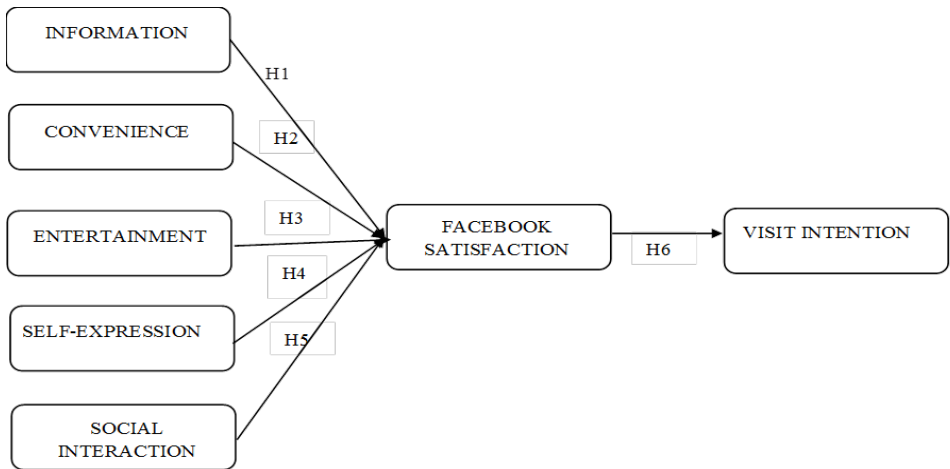 INFORMATION
H1
CONVENIENCE
H2
ENTERTAINMENT
H3
FACEBOOK
SATISFACTION
H6
VISIT INTENTION
H4
SELF-EXPRESSION
H5
SOCIAL
INTERACTION